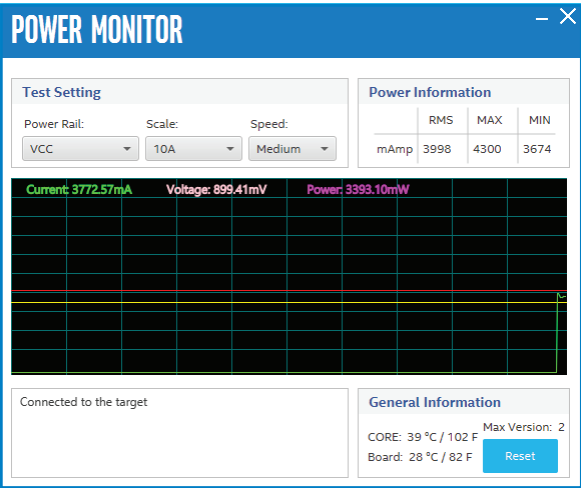 POWER MONITOR
Test Setting
Power Rail: Scale: Speed:
VCC 10A Medium
Power Information
RMS MAX MIN
mAmp 3998 4300 3674
Current: 3772.57mA Voltage: 899.41mV Power: 3393.10mW
Connected to the target
General Information
Max Version: 2
CORE: 39 °C / 102 F
Board: 28 °C / 82 F
Reset